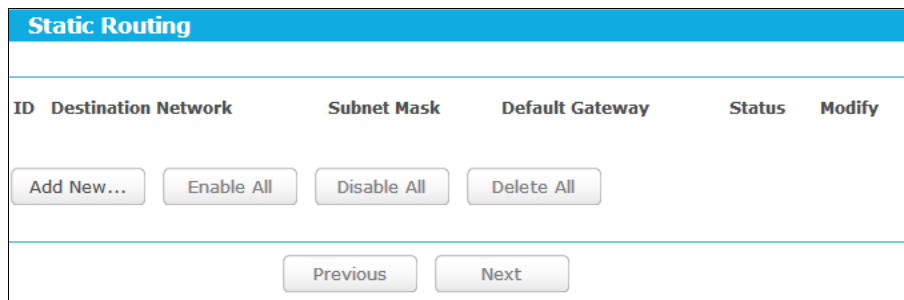 Static Routing
ID Destination Network Subnet Mask Default Gateway Status Modify
Add New... Enable All Disable All Delete All
Previous Next